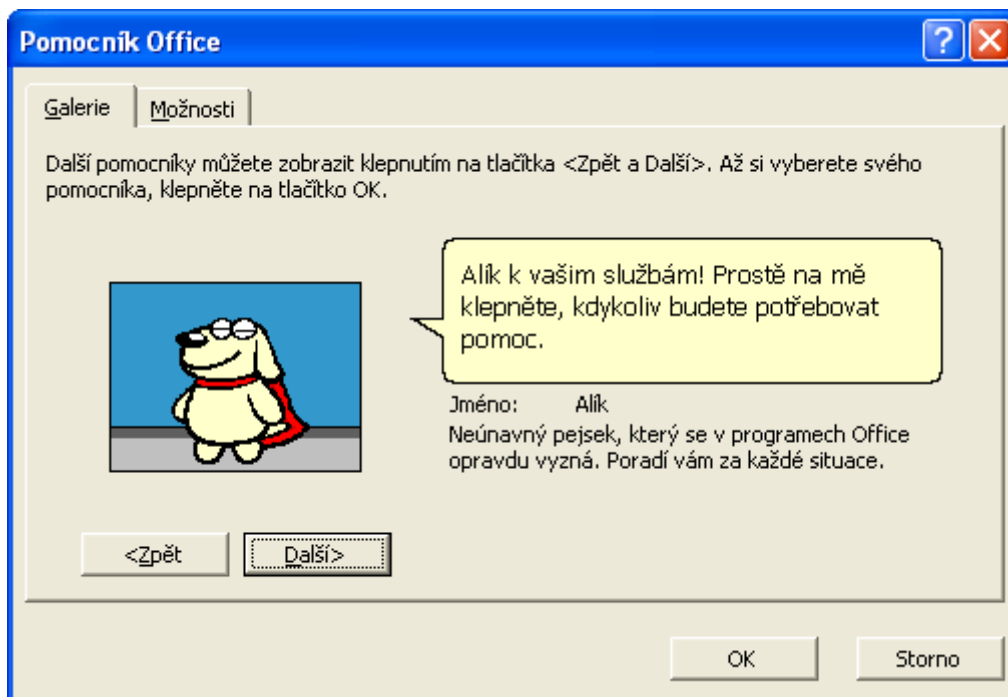 Pomocník Office
Galerie
Možnosti
Další pomocníky můžete zobrazit klepnutím na tlačítka <Zpět a Další>. Až si vyberete svého
pomocníka, klepněte na tlačítko OK.
Alík k vašim službám! Prostě na mě
klepněte, kdykoliv budete potřebovat
pomoc.
Jméno: Alík
Neúnavný pejsek, který se v programech Office
opravdu vyzná. Poradí vám za každé situace.
<Zpět
Další>
OK
Storno